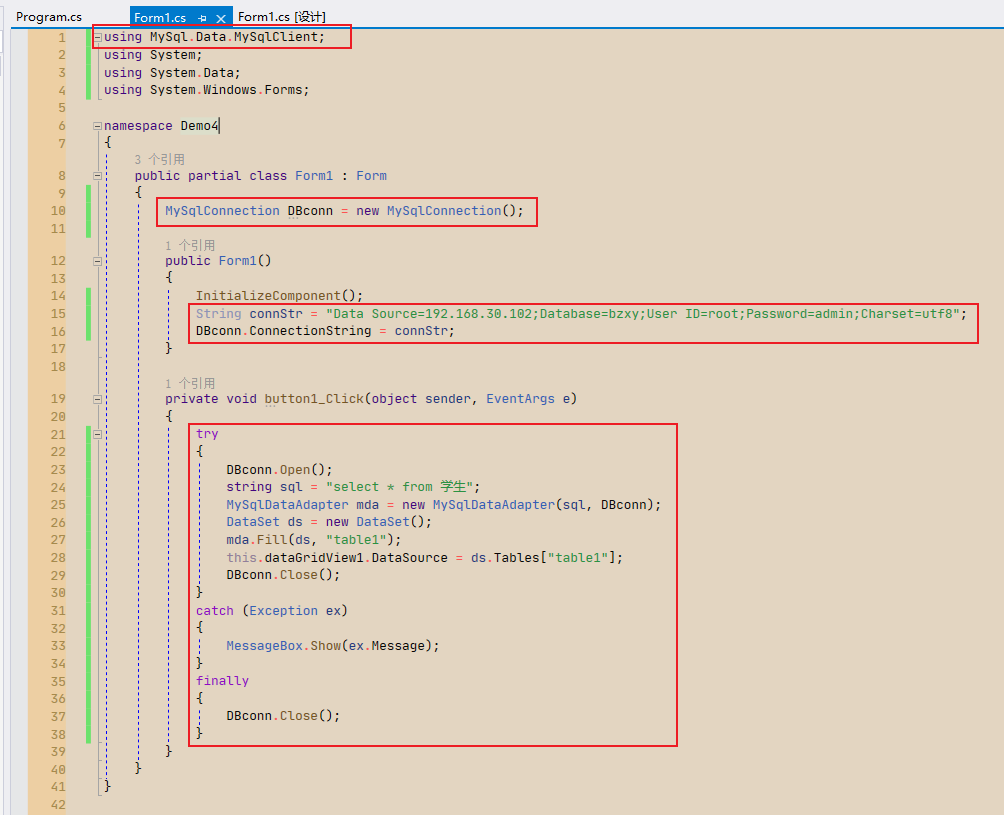 Program.cs
Form1.cs
Form1.cs [设计]
1 using MySql.Data.MySqlClient;
2 using System;
3 using System.Data;
4 using System.Windows.Forms;
5
6 namespace Demo4
7 {
3 个引用
8 public partial class Form1 : Form
9 {
10 MySqlConnection DBconn = new MySqlConnection();
11
1 个引用
12 public Form1()
13 {
14 InitializeComponent();
15 String connStr = "Data Source=192.168.30.102;Database=bzxy;User ID=root;Password=admin;Charset=utf8";
16 DBconn.ConnectionString = connStr;
17 }
18
1 个引用
19 private void button1_Click(object sender, EventArgs e)
20 {
21 try
22 {
23 DBconn.Open();
24 string sql = "select * from 学生";
25 MySqlDataAdapter mda = new MySqlDataAdapter(sql, DBconn);
26 DataSet ds = new DataSet();
27 mda.Fill(ds, "table1");
28 this.dataGridView1.DataSource = ds.Tables["table1"];
29 DBconn.Close();
30 }
31 catch (Exception ex)
32 {
33 MessageBox.Show(ex.Message);
34 }
35 finally
36 {
37 DBconn.Close();
38 }
39 }
40 }
41 }
42